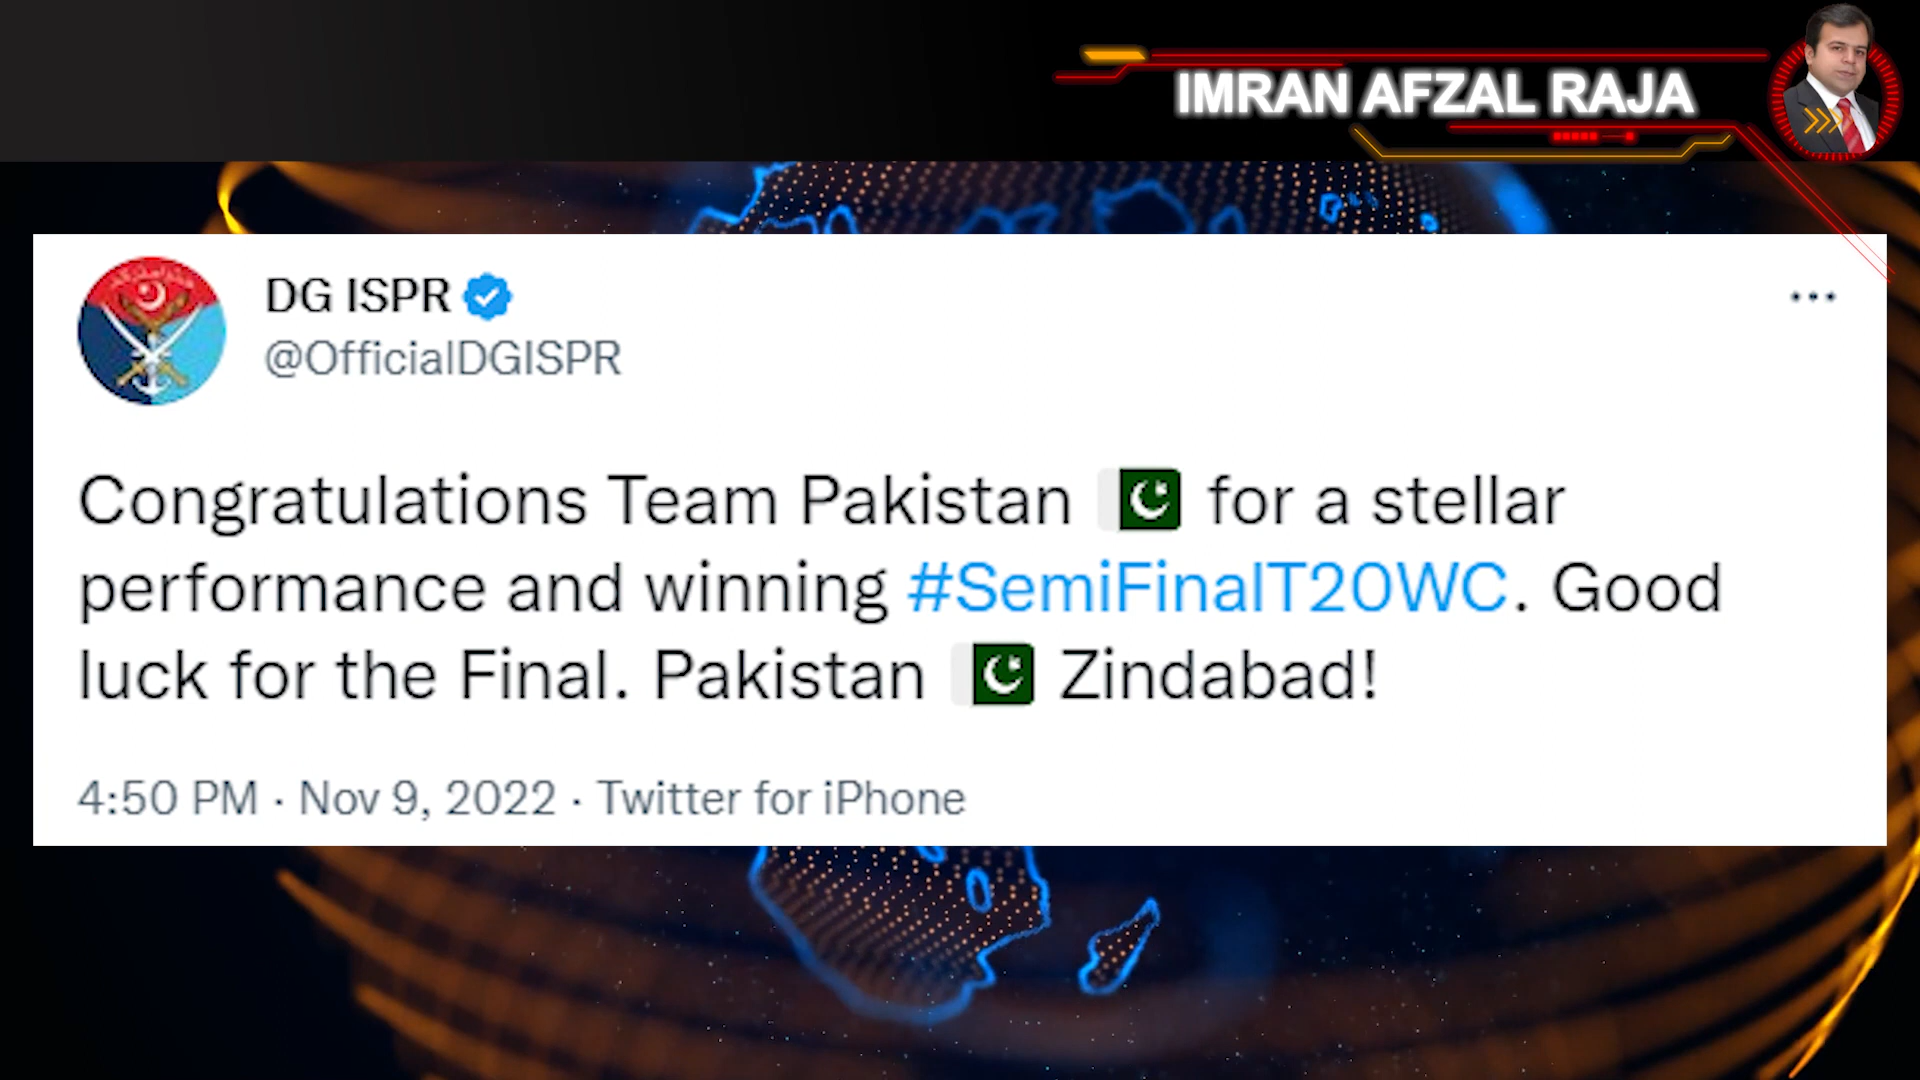 IMRAN AFZAL RAJA
DG ISPR
@OfficialDGISPR
Congratulations Team Pakistan 🇵🇰 for a stellar
performance and winning #SemiFinalT20WC. Good
luck for the Final. Pakistan 🇵🇰 Zindabad!
4:50 PM · Nov 9, 2022 · Twitter for iPhone